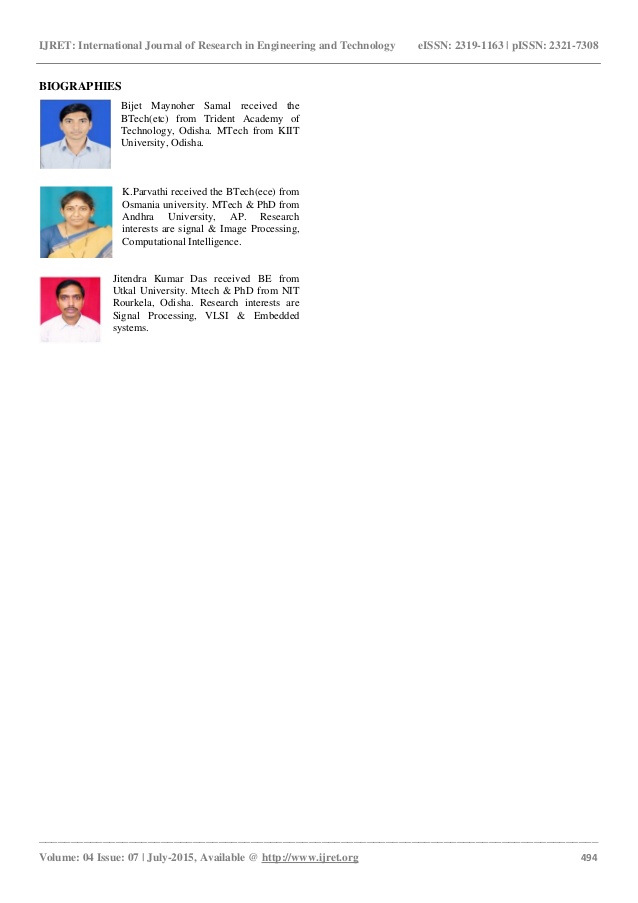 IJRET: International Journal of Research in Engineering and Technology eISSN: 2319-1163 | pISSN: 2321-7308
BIOGRAPHIES
Bijet Maynoher Samal received the
BTech(etc) from Trident Academy of
Technology, Odisha. MTech from KIIT
University, Odisha.
K.Parvathi received the BTech(ece) from
Osmania university. MTech & PhD from
Andhra University, AP. Research
interests are signal & Image Processing,
Computational Intelligence.
Jitendra Kumar Das received BE from
Utkal University. Mtech & PhD from NIT
Rourkela, Odisha. Research interests are
Signal Processing, VLSI & Embedded
systems.
Volume: 04 Issue: 07 | July-2015, Available @ http://www.ijret.org 494